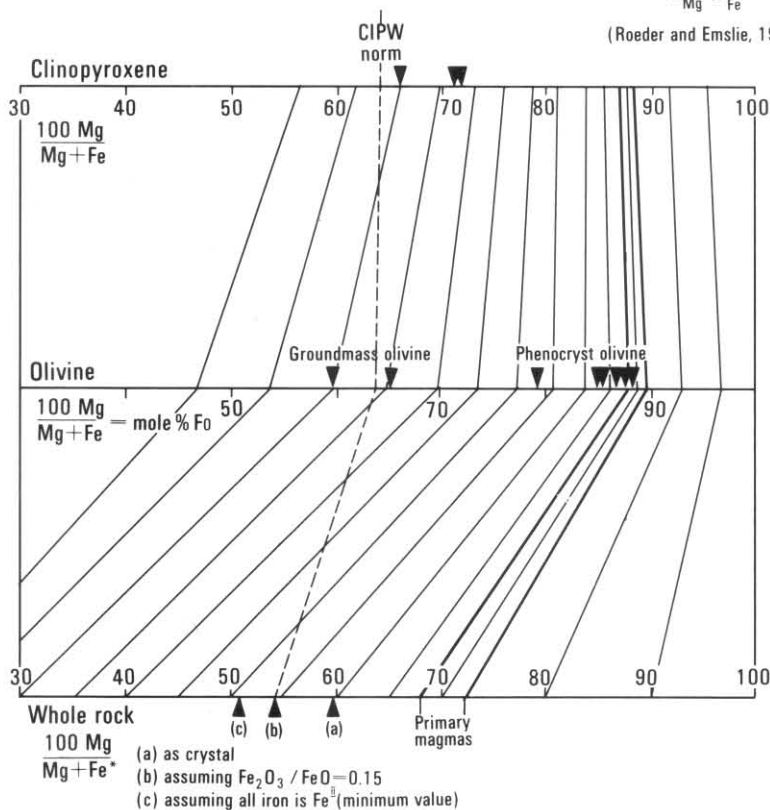 Mg Fe
(Roeder and Emslie, 19
CIPW
norm
Clinopyroxene
30 40 50 60 70 80 90 100
100 Mg
Mg+Fe
Groundmass olivine Phenocryst olivine
Olivine
50 70 90
100 Mg
Mg+Fe = mole % Fo
30 40 50 60 70 80 90 100
Whole rock (c) (b) (a) Primary
magmas
100 Mg
Mg+Fe*
(a) as crystal
(b) assuming Fe₂O₃ / FeO=0.15
(c) assuming all iron is Fe^ii (minimum value)